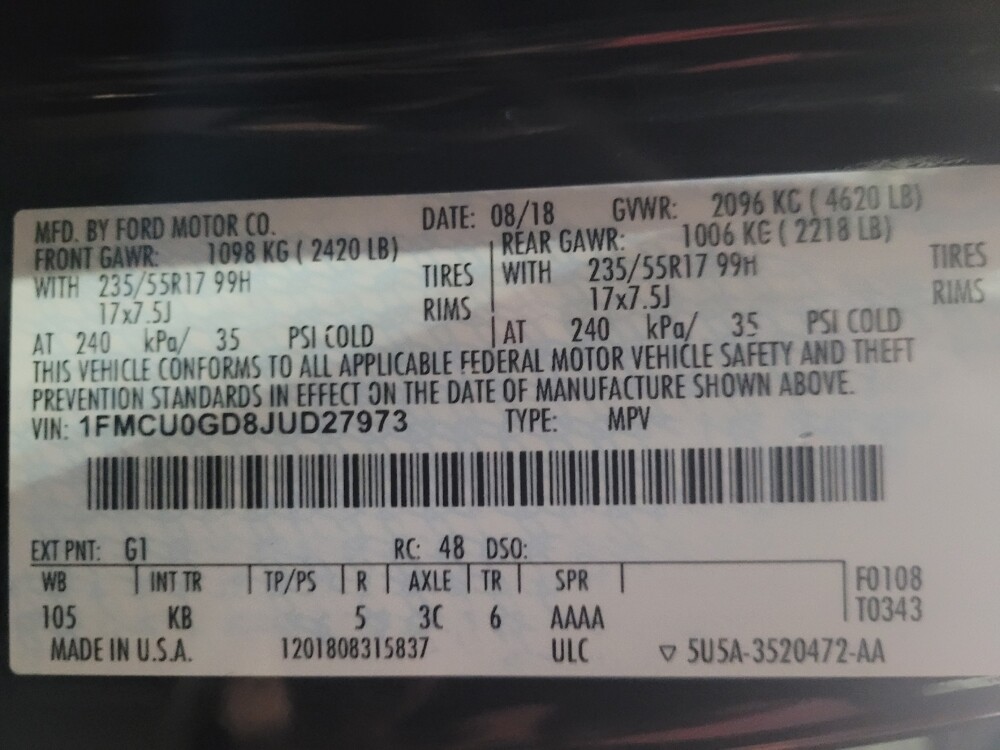 MFD. BY FORD MOTOR CO. DATE: 08/18 GVWR: 2096 KG ( 4620 LB)
FRONT GAWR: 1098 KG ( 2420 LB) REAR GAWR: 1006 KG ( 2218 LB)
WITH 235/55R17 99H TIRES WITH 235/55R17 99H TIRES
17x7.5J RIMS 17x7.5J RIMS
AT 240 kPa/ 35 PSI COLD AT 240 kPa/ 35 PSI COLD
THIS VEHICLE CONFORMS TO ALL APPLICABLE FEDERAL MOTOR VEHICLE SAFETY AND THEFT
PREVENTION STANDARDS IN EFFECT ON THE DATE OF MANUFACTURE SHOWN ABOVE.
VIN: 1FMCU0GD8JUD27973 TYPE: MPV
EXT PNT: G1 RC: 48 DSO:
WB INT TR TP/PS R AXLE TR SPR F0108
105 KB 5 3C 6 AAAA T0343
MADE IN U.S.A. 1201808315837 ULC ▽ 5U5A-3520472-AA